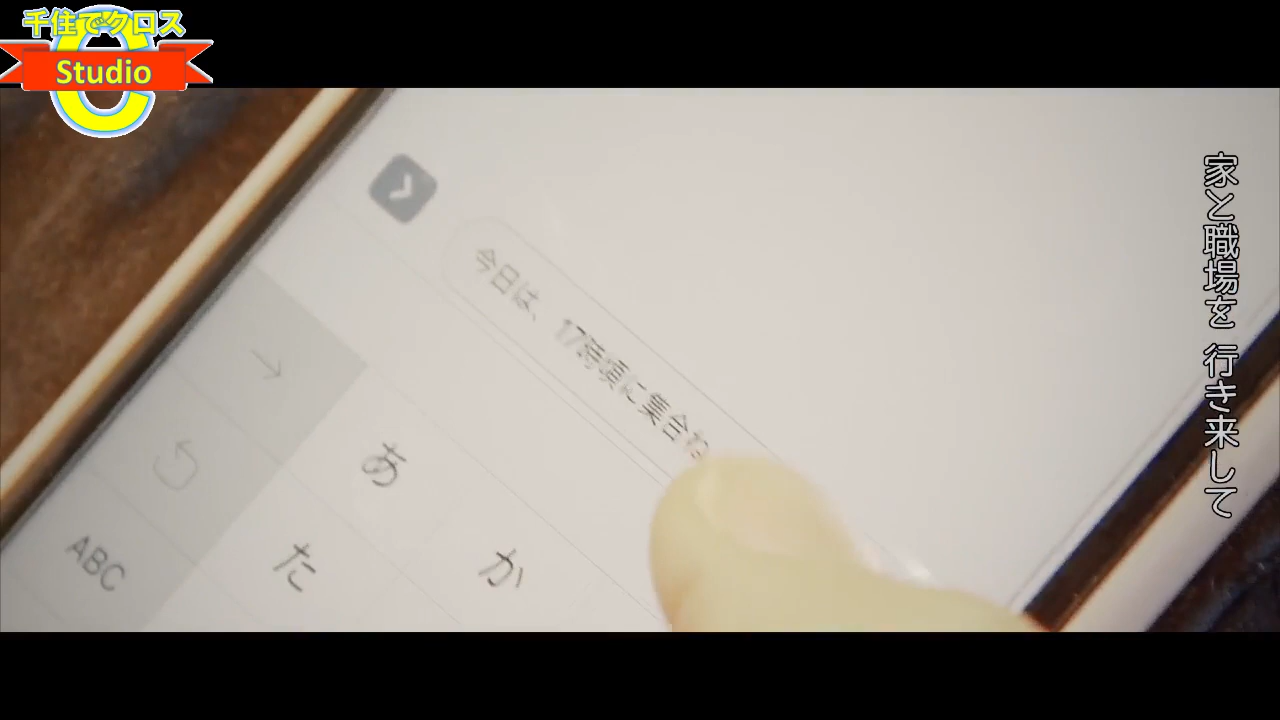 千住でクロス
Studio
C
家と職場を 行き来して
今日は、17時頃に集合ね
→
あ
か
た
ABC